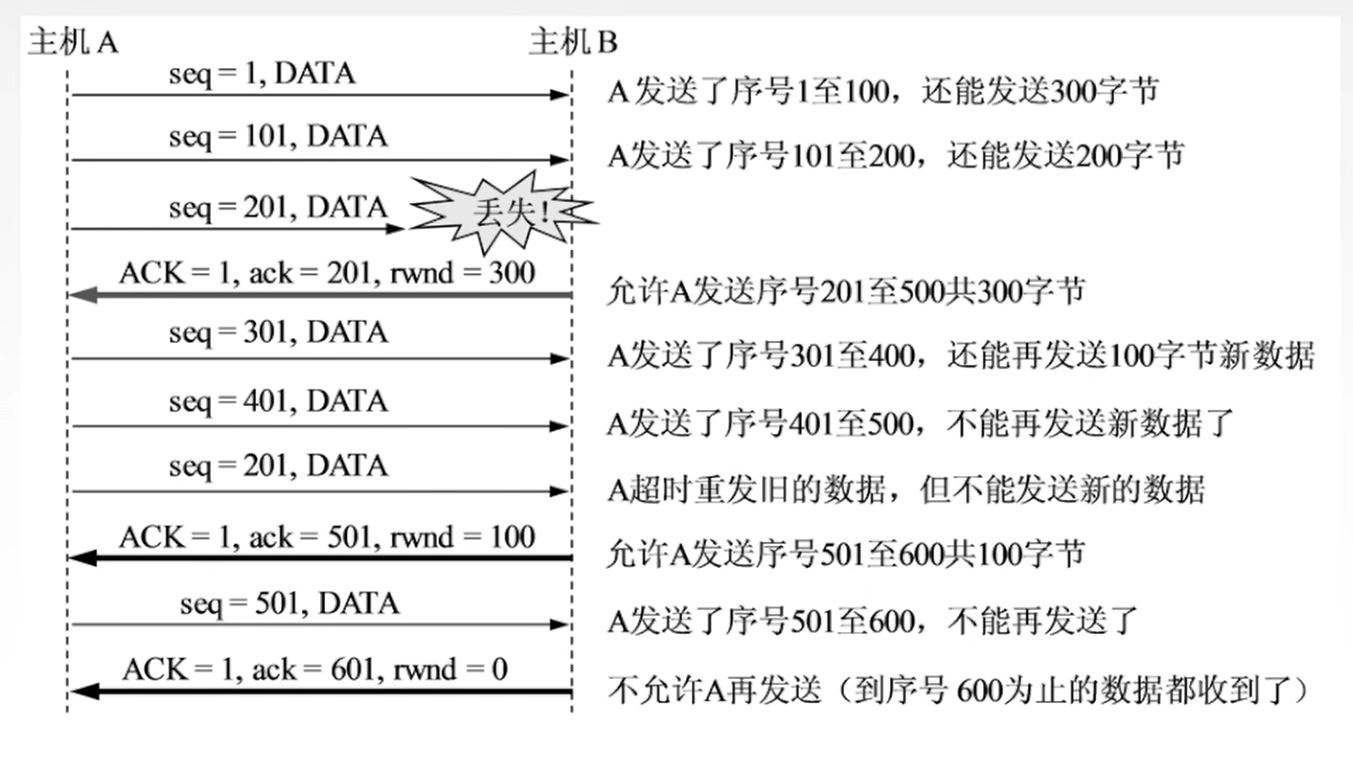 主机 A
主机 B
seq = 1, DATA
A 发送了序号1至100，还能发送300字节
seq = 101, DATA
A发送了序号101至200，还能发送200字节
seq = 201, DATA
丢失！
ACK = 1, ack = 201, rwnd = 300
允许A发送序号201至500共300字节
seq = 301, DATA
A发送了序号301至400，还能再发送100字节新数据
seq = 401, DATA
A发送了序号401至500，不能再发送新数据了
seq = 201, DATA
A超时重发旧的数据，但不能发送新的数据
ACK = 1, ack = 501, rwnd = 100
允许A发送序号501至600共100字节
seq = 501, DATA
A发送了序号501至600，不能再发送了
ACK = 1, ack = 601, rwnd = 0
不允许A再发送（到序号 600为止的数据都收到了）